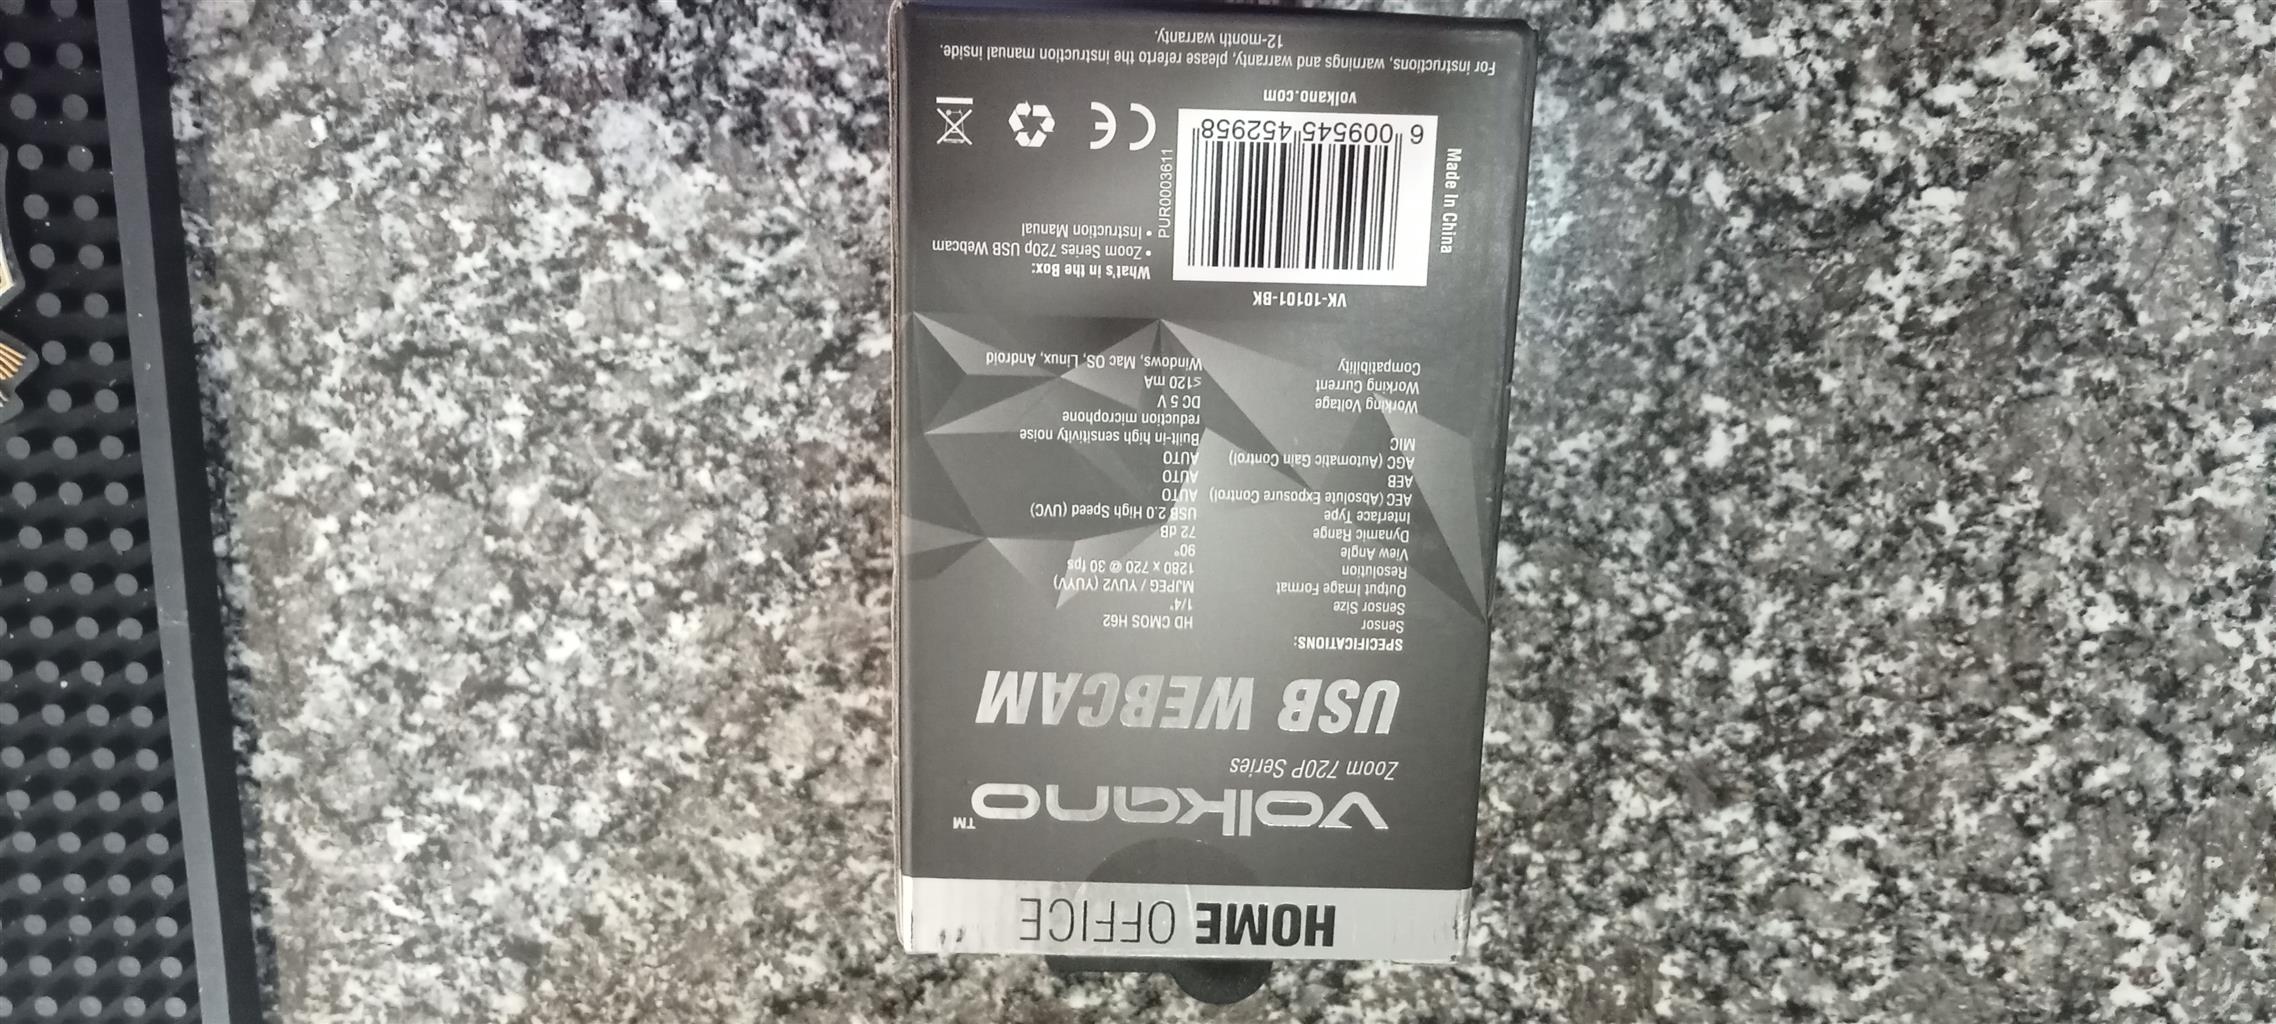 HOME OFFICE
volkano™
Zoom 720P Series
USB WEBCAM
SPECIFICATIONS:
Sensor HD CMOS H62
Sensor Size 1/4"
Output Image Format MJPEG / YUV2 (YUYV)
Resolution 1280 x 720 @ 30 fps
View Angle 90°
Dynamic Range 72 dB
Interface Type USB 2.0 High Speed (UVC)
AEC (Absolute Exposure Control) AUTO
AEB AUTO
AGC (Automatic Gain Control) AUTO
MIC Built-in high sensitivity noise
reduction microphone
Working Voltage DC 5 V
Working Current ≤120 mA
Compatibility Windows, Mac OS, Linux, Android
VK-10101-BK
Made in China
6 009545 452958
PUR0003611
volkano.com
What's in the Box:
• Zoom Series 720p USB Webcam
• Instruction Manual
CE
For instructions, warnings and warranty, please refer to the instruction manual inside.
12-month warranty.